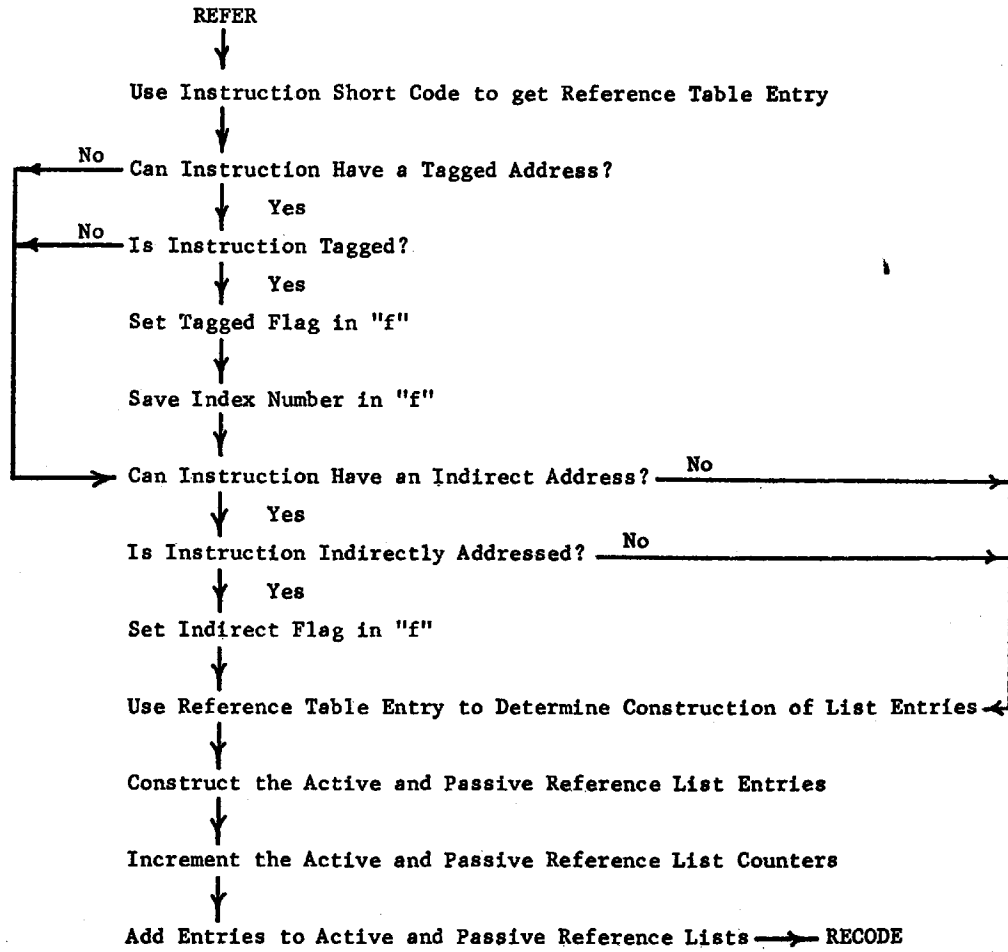 REFER
Use Instruction Short Code to get Reference Table Entry
No
Can Instruction Have a Tagged Address?
Yes
No
Is Instruction Tagged?
Yes
Set Tagged Flag in "f"
Save Index Number in "f"
Can Instruction Have an Indirect Address?
No
Yes
Is Instruction Indirectly Addressed?
No
Yes
Set Indirect Flag in "f"
Use Reference Table Entry to Determine Construction of List Entries
Construct the Active and Passive Reference List Entries
Increment the Active and Passive Reference List Counters
Add Entries to Active and Passive Reference Lists
RECODE